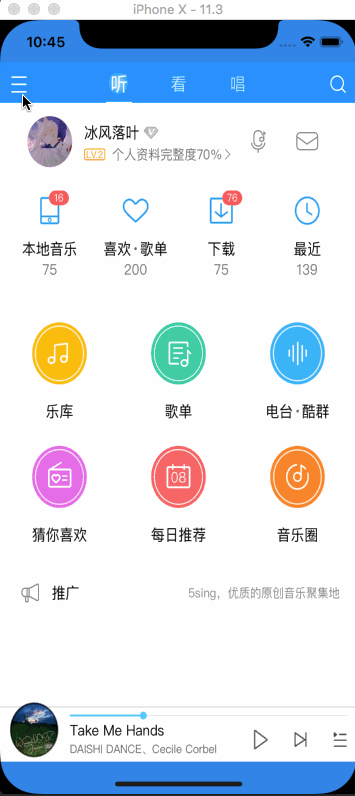 iPhone X - 11.3
10:45
听 看 唱
冰风落叶
LV.2 个人资料完整度70%
16 76
本地音乐 喜欢·歌单 下载 最近
75 200 75 139
乐库 歌单 电台·酷群
08
猜你喜欢 每日推荐 音乐圈
推广 5sing，优质的原创音乐聚集地
Take Me Hands
DAISHI DANCE、Cecile Corbel